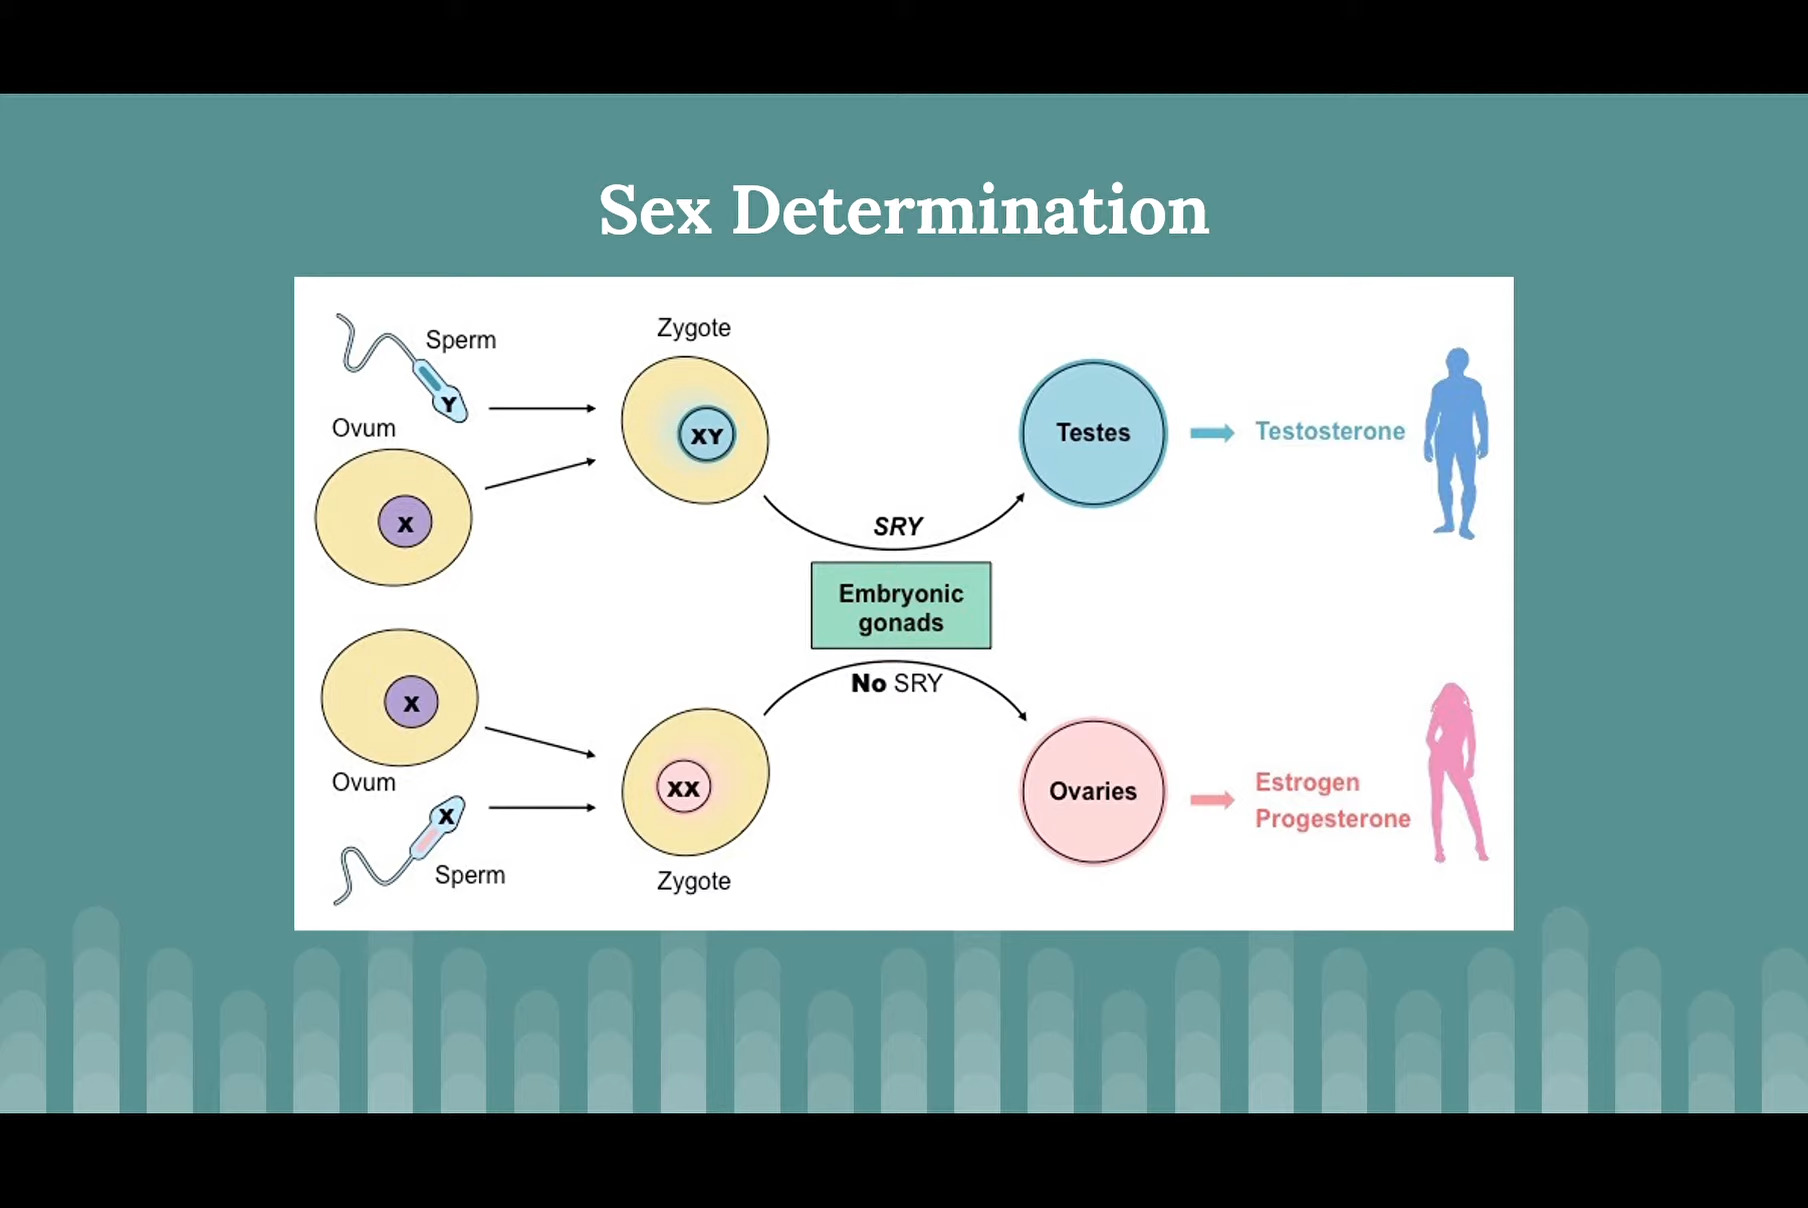 Sex Determination
Sperm
Zygote
Y
Ovum
XY
Testes
Testosterone
X
SRY
Embryonic
gonads
No SRY
X
Ovum
XX
Ovaries
Estrogen
Progesterone
X
Sperm
Zygote